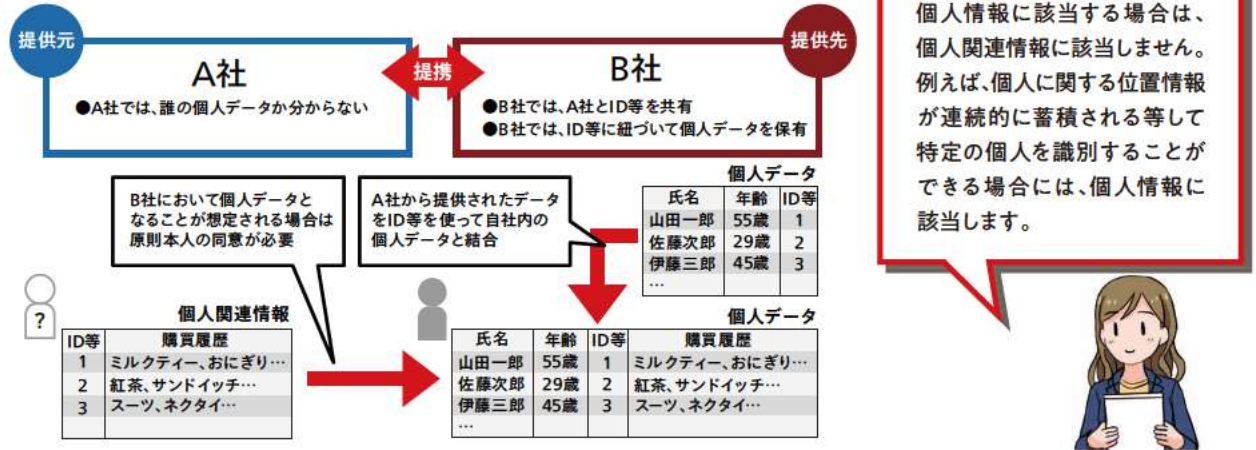 提供元
A社
●A社では、誰の個人データか分からない
提携
提供先
B社
●B社では、A社とID等を共有
●B社では、ID等に紐づいて個人データを保有
B社において個人データと
なることが想定される場合は
原則本人の同意が必要
A社から提供されたデータ
をID等を使って自社内の
個人データと結合
個人データ
氏名 年齢 ID等
山田一郎 55歳 1
佐藤次郎 29歳 2
伊藤三郎 45歳 3
…
?
個人関連情報
ID等 購買履歴
1 ミルクティー、おにぎり…
2 紅茶、サンドイッチ…
3 スーツ、ネクタイ…
個人データ
氏名 年齢 ID等 購買履歴
山田一郎 55歳 1 ミルクティー、おにぎり…
佐藤次郎 29歳 2 紅茶、サンドイッチ…
伊藤三郎 45歳 3 スーツ、ネクタイ…
…
個人情報に該当する場合は、
個人関連情報に該当しません。
例えば、個人に関する位置情報
が連続的に蓄積される等して
特定の個人を識別することが
できる場合には、個人情報に
該当します。